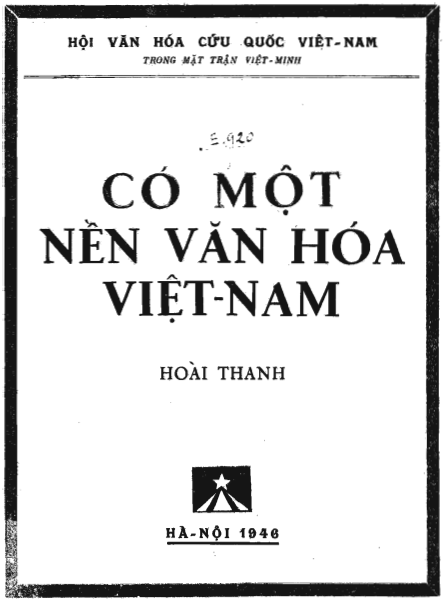 HỘI VĂN HÓA CỨU QUỐC VIỆT-NAM
TRONG MẶT TRẬN VIỆT-MINH
E.920
CÓ MỘT
NỀN VĂN HÓA
VIỆT-NAM
HOÀI THANH
HÀ-NỘI 1946